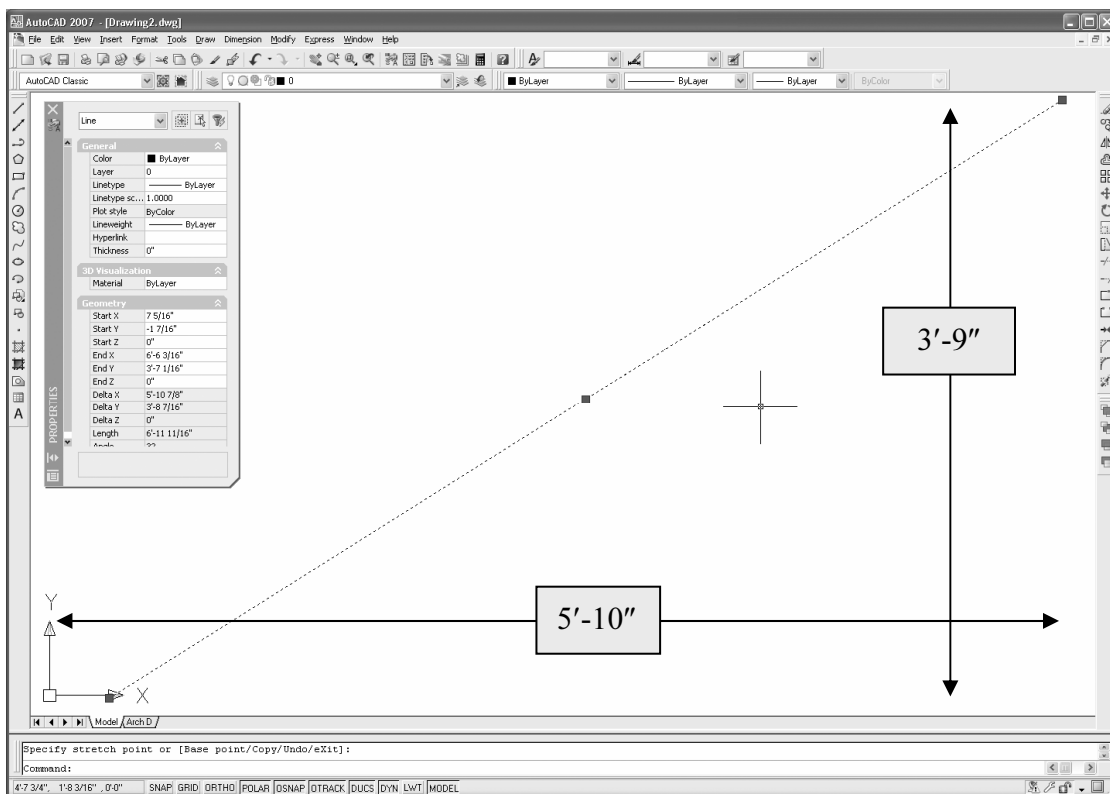 AutoCAD 2007 - [Drawing2.dwg]
File Edit View Insert Format Tools Draw Dimension Modify Express Window Help
AutoCAD Classic 0 ByLayer ByLayer ByLayer ByColor
Line
General
Color ByLayer
Layer 0
Linetype ByLayer
Linetype sc... 1.0000
Plot style ByColor
Lineweight ByLayer
Hyperlink
Thickness 0"
3D Visualization
Material ByLayer
Geometry
Start X 7 5/16"
Start Y -1 7/16"
Start Z 0"
End X 6'-6 3/16"
End Y 3'-7 1/16"
End Z 0"
Delta X 5'-10 7/8"
Delta Y 3'-8 7/16"
Delta Z 0"
Length 6'-11 11/16"
Angle 32
PROPERTIES
A
3'-9"
5'-10"
Y
X
Model Arch D
Specify stretch point or [Base point/Copy/Undo/eXit]:
Command:
4'-7 3/4", 1'-8 3/16" , 0'-0" SNAP GRID ORTHO POLAR OSNAP OTRACK DUCS DYN LWT MODEL